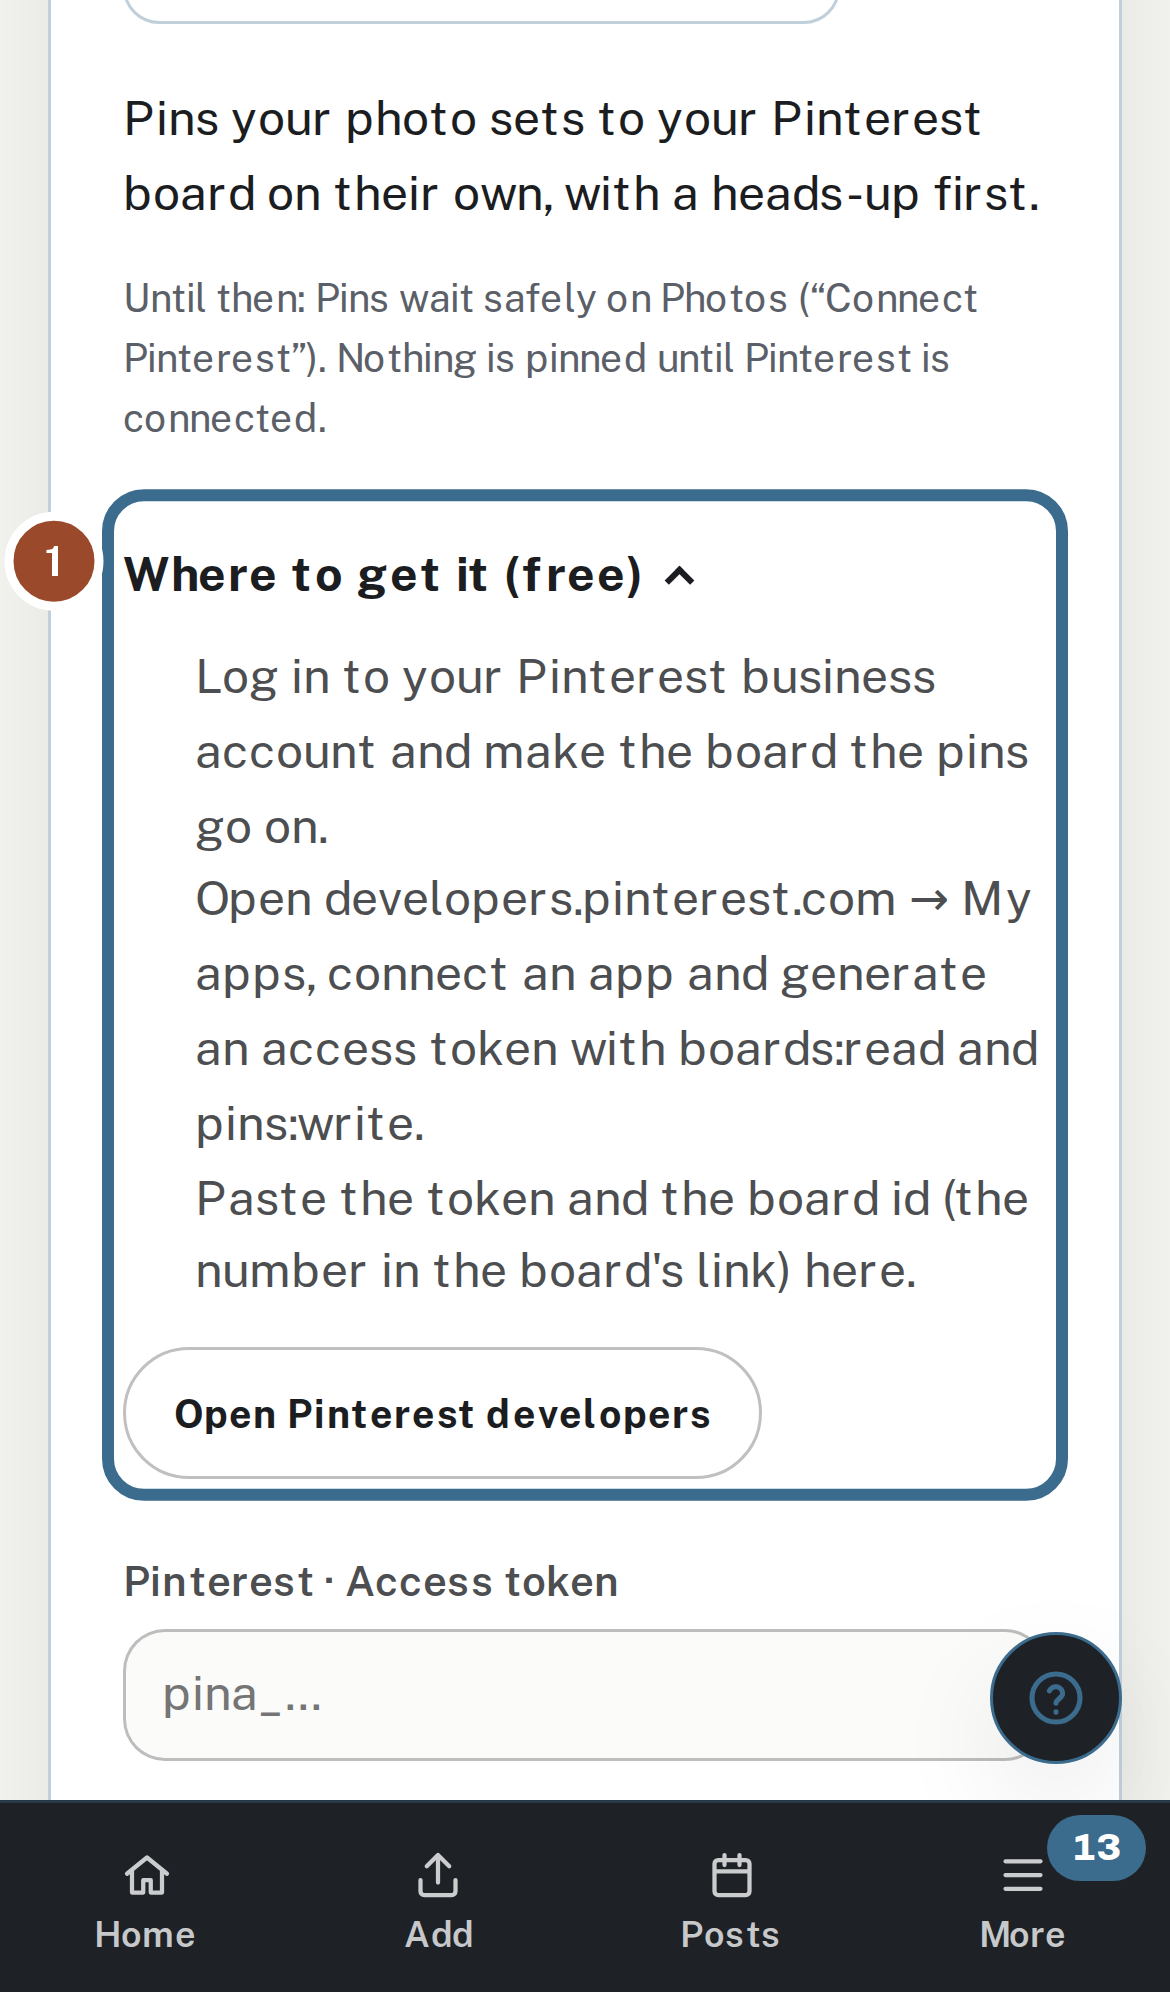 Pins your photo sets to your Pinterest
board on their own, with a heads-up first.
Until then: Pins wait safely on Photos (“Connect
Pinterest”). Nothing is pinned until Pinterest is
connected.
1
Where to get it (free)
Log in to your Pinterest business
account and make the board the pins
go on.
Open developers.pinterest.com → My
apps, connect an app and generate
an access token with boards:read and
pins:write.
Paste the token and the board id (the
number in the board's link) here.
Open Pinterest developers
Pinterest · Access token
pina_...
?
13
Home
Add
Posts
More